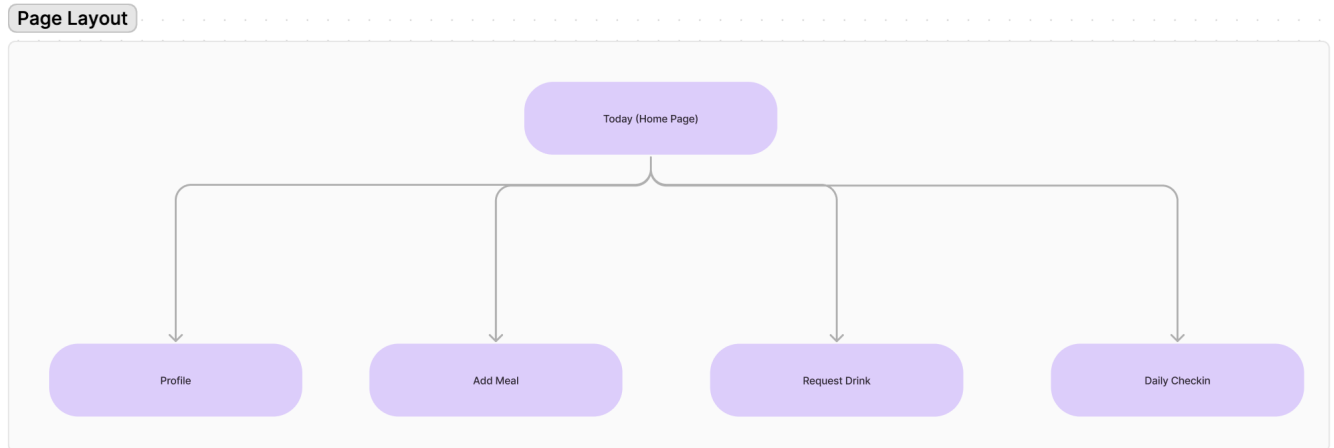 Page Layout
Today (Home Page)
Profile
Add Meal
Request Drink
Daily Checkin